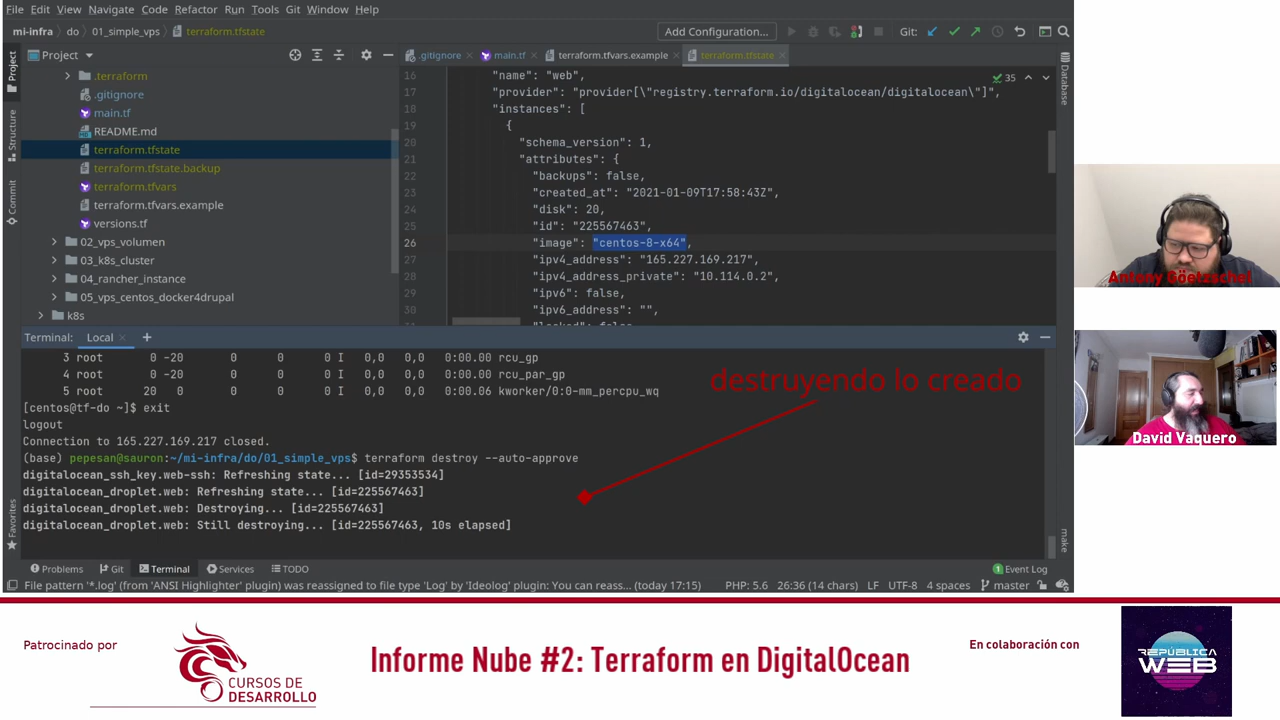 File Edit View Navigate Code Refactor Run Tools Git Window Help
mi-infra do 01_simple_vps terraform.tfstate
Add Configuration...
Git:
Project
.gitignore main.tf terraform.tfvars.example terraform.tfstate
.terraform
.gitignore
main.tf
README.md
terraform.tfstate
terraform.tfstate.backup
terraform.tfvars
terraform.tfvars.example
versions.tf
02_vps_volumen
03_k8s_cluster
04_rancher_instance
05_vps_centos_docker4drupal
k8s
Project
Structure
Commit
Favorites
Database
make
35
16 "name": "web",
17 "provider": "provider[\"registry.terraform.io/digitalocean/digitalocean\"]",
18 "instances": [
19 {
20 "schema_version": 1,
21 "attributes": {
22 "backups": false,
23 "created_at": "2021-01-09T17:58:43Z",
24 "disk": 20,
25 "id": "225567463",
26 "image": "centos-8-x64",
27 "ipv4_address": "165.227.169.217",
28 "ipv4_address_private": "10.114.0.2",
29 "ipv6": false,
30 "ipv6_address": "",
Terminal: Local +
3 root 0 -20 0 0 0 I 0,0 0,0 0:00.00 rcu_gp
4 root 0 -20 0 0 0 I 0,0 0,0 0:00.00 rcu_par_gp
5 root 20 0 0 0 0 I 0,0 0,0 0:00.06 kworker/0:0-mm_percpu_wq
[centos@tf-do ~]$ exit
logout
Connection to 165.227.169.217 closed.
(base) pepesan@sauron:~/mi-infra/do/01_simple_vps$ terraform destroy --auto-approve
digitalocean_ssh_key.web-ssh: Refreshing state... [id=29353534]
digitalocean_droplet.web: Refreshing state... [id=225567463]
digitalocean_droplet.web: Destroying... [id=225567463]
digitalocean_droplet.web: Still destroying... [id=225567463, 10s elapsed]
destruyendo lo creado
Problems Git Terminal Services TODO
1 Event Log
File pattern '*.log' (from 'ANSI Highlighter' plugin) was reassigned to file type 'Log' by 'Ideolog' plugin: You can reass... (today 17:15) PHP: 5.6 26:36 (14 chars) LF UTF-8 4 spaces master
Antony Göetzschel
David Vaquero
Patrocinado por
CURSOS
DE DESARROLLO
Informe Nube #2: Terraform en DigitalOcean
En colaboración con
REPÚBLICA
WEB